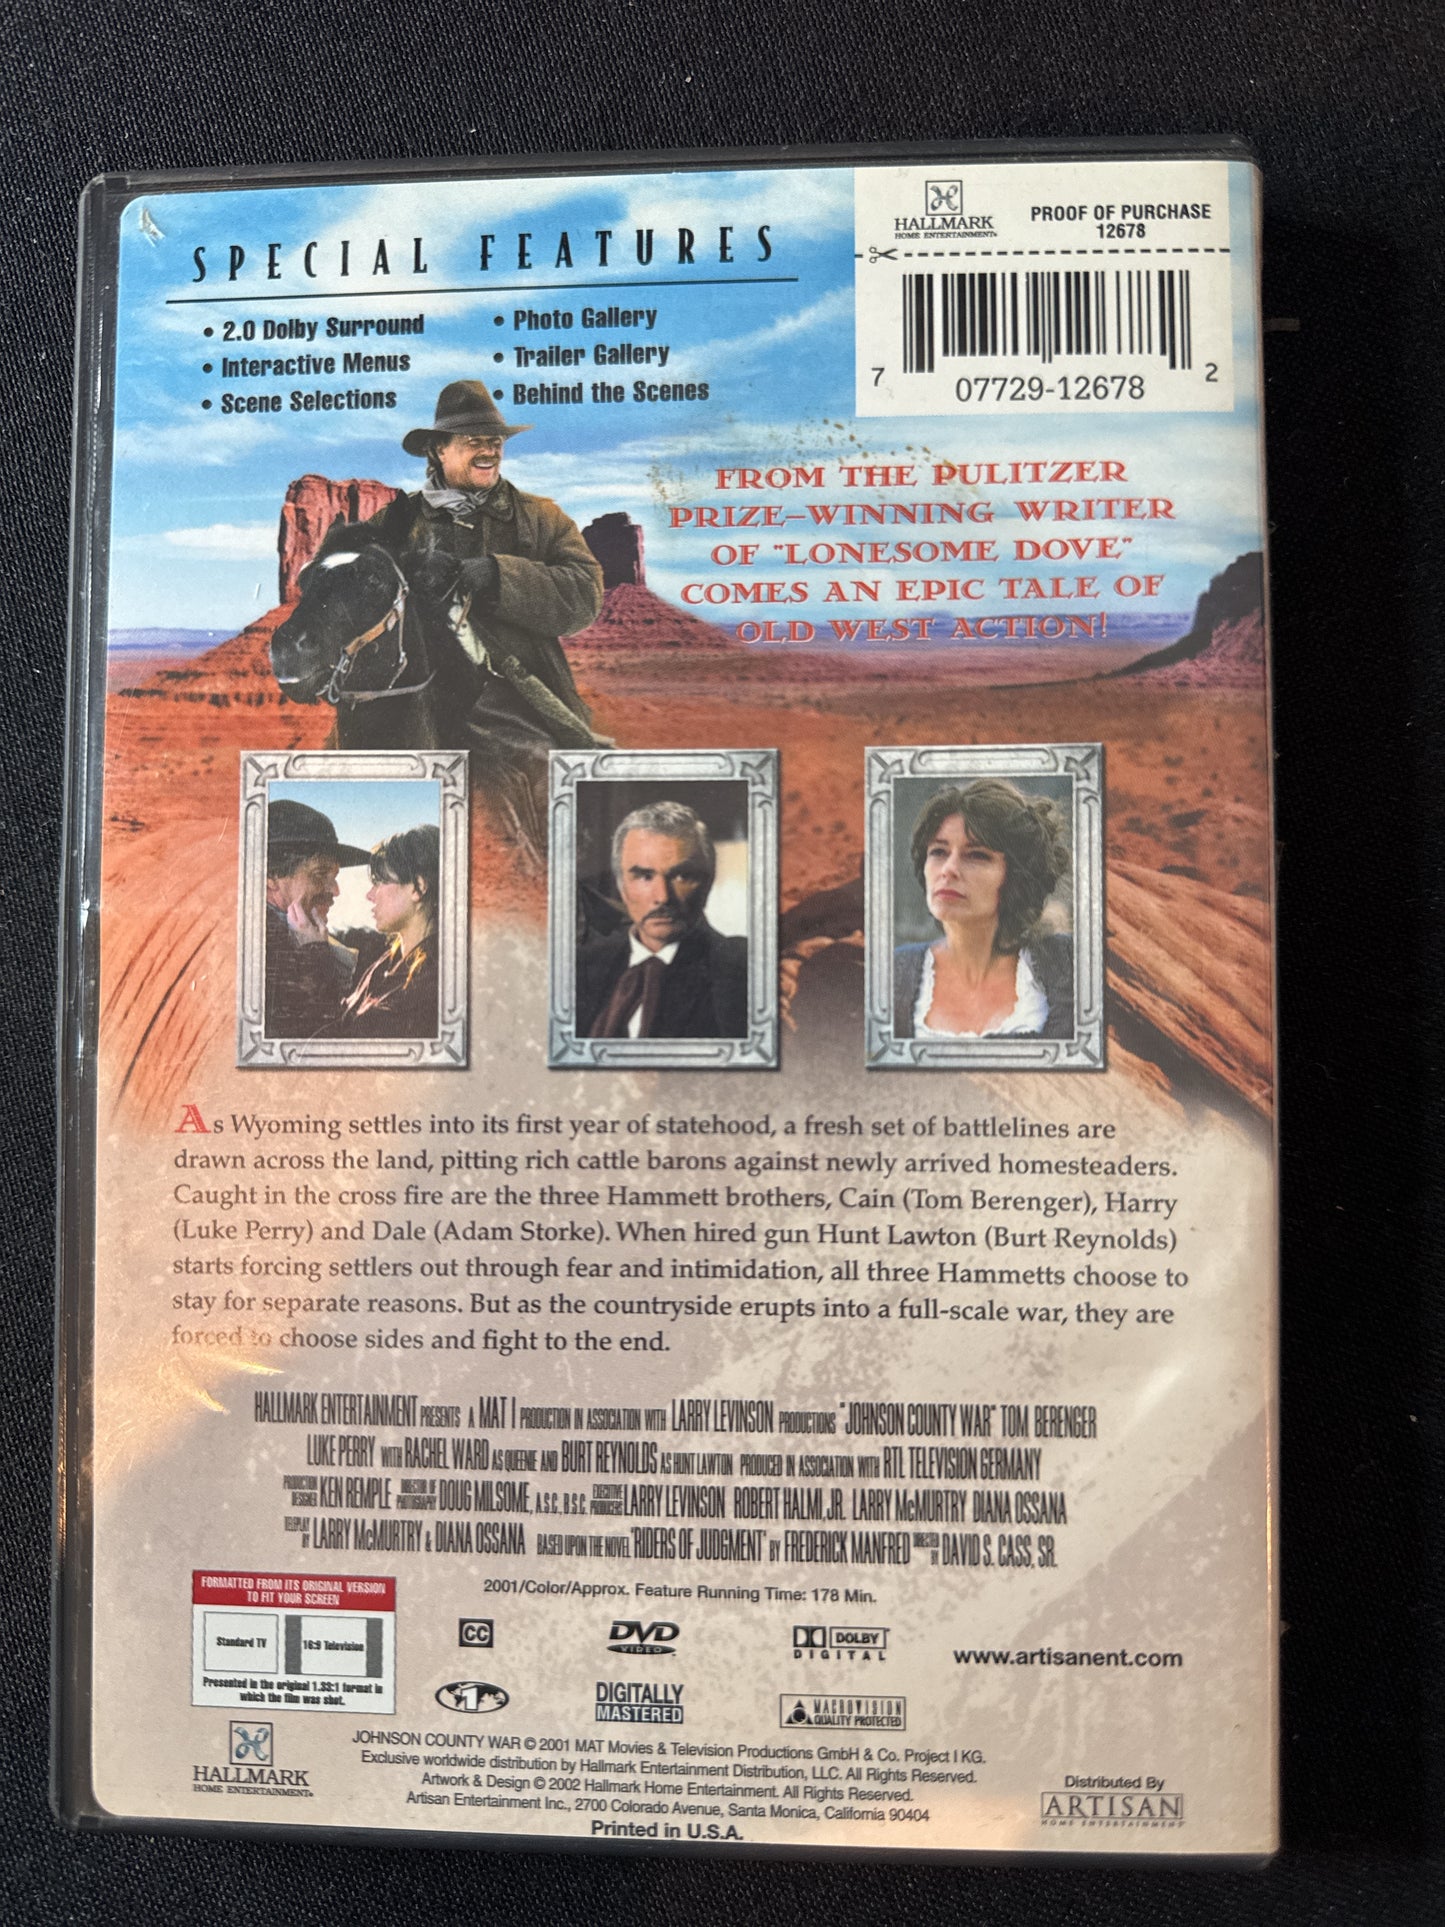 HALLMARK
HOME ENTERTAINMENT
PROOF OF PURCHASE
12678
7 07729-12678 2
SPECIAL FEATURES
• 2.0 Dolby Surround
• Interactive Menus
• Scene Selections
• Photo Gallery
• Trailer Gallery
• Behind the Scenes
FROM THE PULITZER
PRIZE–WINNING WRITER
OF "LONESOME DOVE"
COMES AN EPIC TALE OF
OLD WEST ACTION!
As Wyoming settles into its first year of statehood, a fresh set of battlelines are
drawn across the land, pitting rich cattle barons against newly arrived homesteaders.
Caught in the cross fire are the three Hammett brothers, Cain (Tom Berenger), Harry
(Luke Perry) and Dale (Adam Storke). When hired gun Hunt Lawton (Burt Reynolds)
starts forcing settlers out through fear and intimidation, all three Hammetts choose to
stay for separate reasons. But as the countryside erupts into a full-scale war, they are
forced to choose sides and fight to the end.
HALLMARK ENTERTAINMENT PRESENTS A MAT I PRODUCTION IN ASSOCIATION WITH LARRY LEVINSON PRODUCTIONS "JOHNSON COUNTY WAR" TOM BERENGER
LUKE PERRY WITH RACHEL WARD AS QUEENIE AND BURT REYNOLDS AS HUNT LAWTON PRODUCED IN ASSOCIATION WITH RTL TELEVISION GERMANY
PRODUCTION DESIGNER KEN REMPLE DIRECTOR OF PHOTOGRAPHY DOUG MILSOME, A.S.C., B.S.C. EXECUTIVE PRODUCERS LARRY LEVINSON ROBERT HALMI, JR. LARRY McMURTRY DIANA OSSANA
TELEPLAY BY LARRY McMURTRY & DIANA OSSANA BASED UPON THE NOVEL "RIDERS OF JUDGMENT" BY FREDERICK MANFRED DIRECTED BY DAVID S. CASS, SR.
2001/Color/Approx. Feature Running Time: 178 Min.
FORMATTED FROM ITS ORIGINAL VERSION
TO FIT YOUR SCREEN
Standard TV
16:9 Television
Presented in the original 1.33:1 format in
which the film was shot.
CC
DVD
VIDEO
DOLBY
DIGITAL
www.artisanent.com
1
DIGITALLY
MASTERED
MACROVISION
QUALITY PROTECTED
HALLMARK
HOME ENTERTAINMENT
JOHNSON COUNTY WAR © 2001 MAT Movies & Television Productions GmbH & Co. Project I KG.
Exclusive worldwide distribution by Hallmark Entertainment Distribution, LLC. All Rights Reserved.
Artwork & Design © 2002 Hallmark Home Entertainment. All Rights Reserved.
Artisan Entertainment Inc., 2700 Colorado Avenue, Santa Monica, California 90404
Printed in U.S.A.
Distributed By
ARTISAN
HOME ENTERTAINMENT